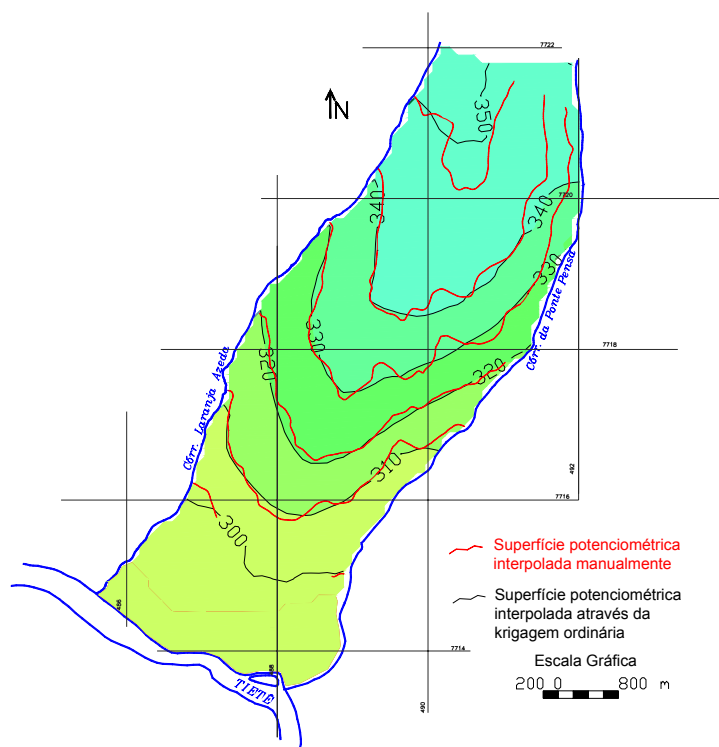 7722
N
350
340
7720
340
330
330
Córr. da Ponte Pensa
7718
320
320
Córr. Laranja Azeda
310
492
7716
300
Superfície potenciométrica
interpolada manualmente
Superfície potenciométrica
interpolada através da
krigagem ordinária
486
7714
Escala Gráfica
488
TIETE
200 0 800 m
490